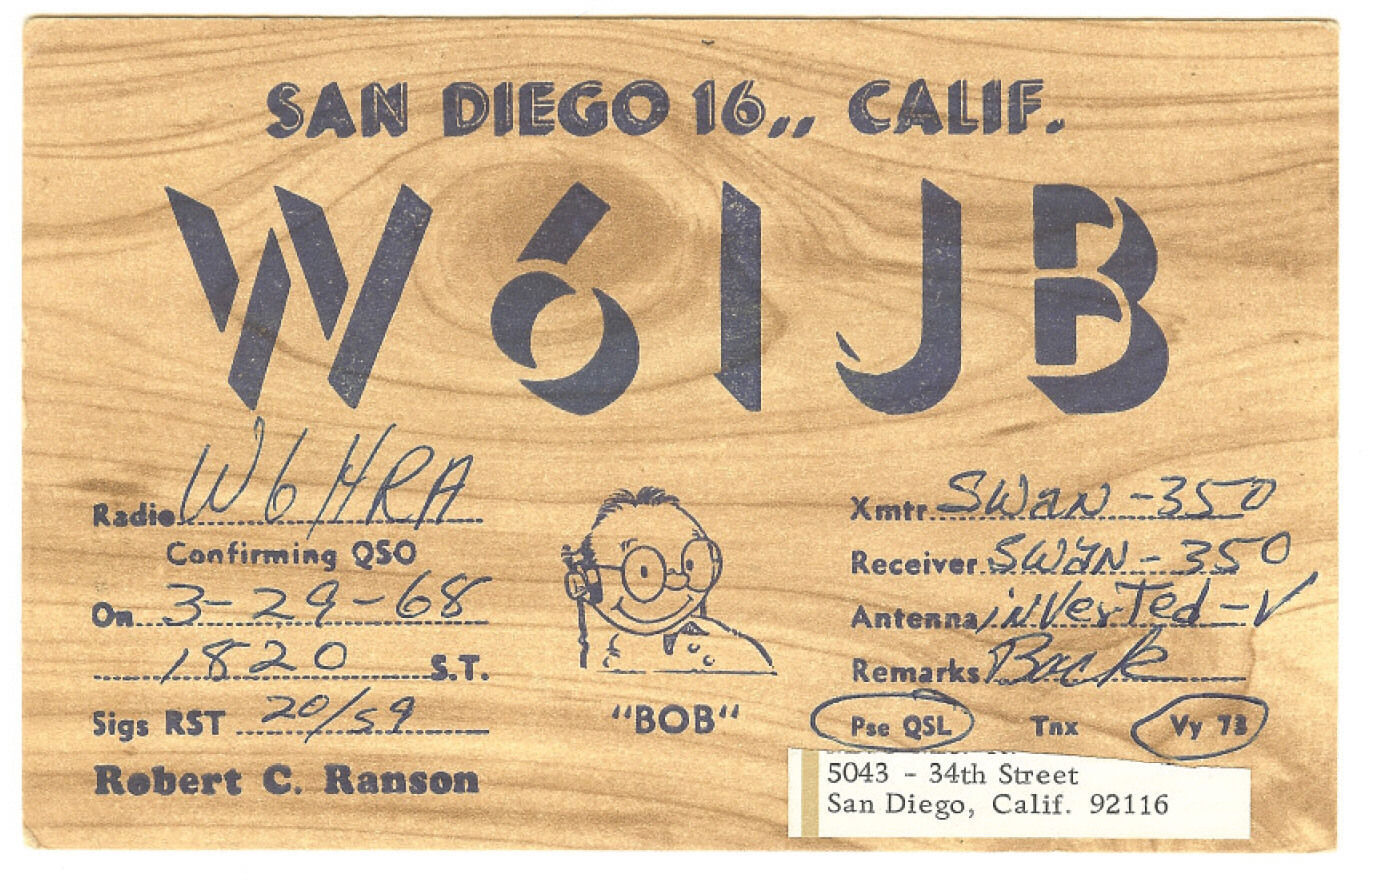 SAN DIEGO 16,, CALIF.
W6IJB
Radio W6HRA
Confirming QSO
On 3-29-68
1820 S.T.
Sigs RST 20/59
Robert C. Ranson
"BOB"
Xmtr. SWAN-350
Receiver SWAN-350
Antenna inVerTed-V
Remarks Back
Pse QSL Tnx Vy 73
5043 - 34th Street
San Diego, Calif. 92116